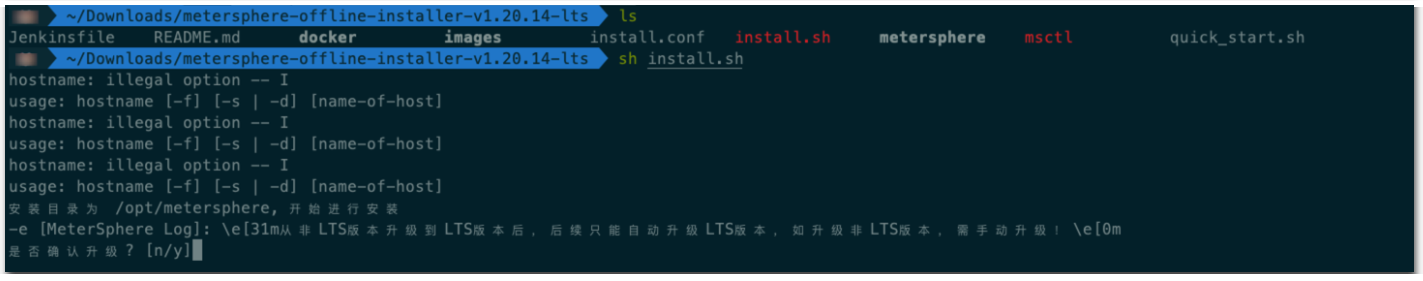 ~/Downloads/metersphere-offline-installer-v1.20.14-lts ls
Jenkinsfile README.md docker images install.conf install.sh metersphere msctl quick_start.sh
~/Downloads/metersphere-offline-installer-v1.20.14-lts sh install.sh
hostname: illegal option -- I
usage: hostname [-f] [-s | -d] [name-of-host]
hostname: illegal option -- I
usage: hostname [-f] [-s | -d] [name-of-host]
hostname: illegal option -- I
usage: hostname [-f] [-s | -d] [name-of-host]
安装目录为 /opt/metersphere, 开始进行安装
-e [MeterSphere Log]: \e[31m从非LTS版本升级到LTS版本后, 后续只能自动升级LTS版本, 如升级非LTS版本, 需手动升级! \e[0m
是否确认升级? [n/y]